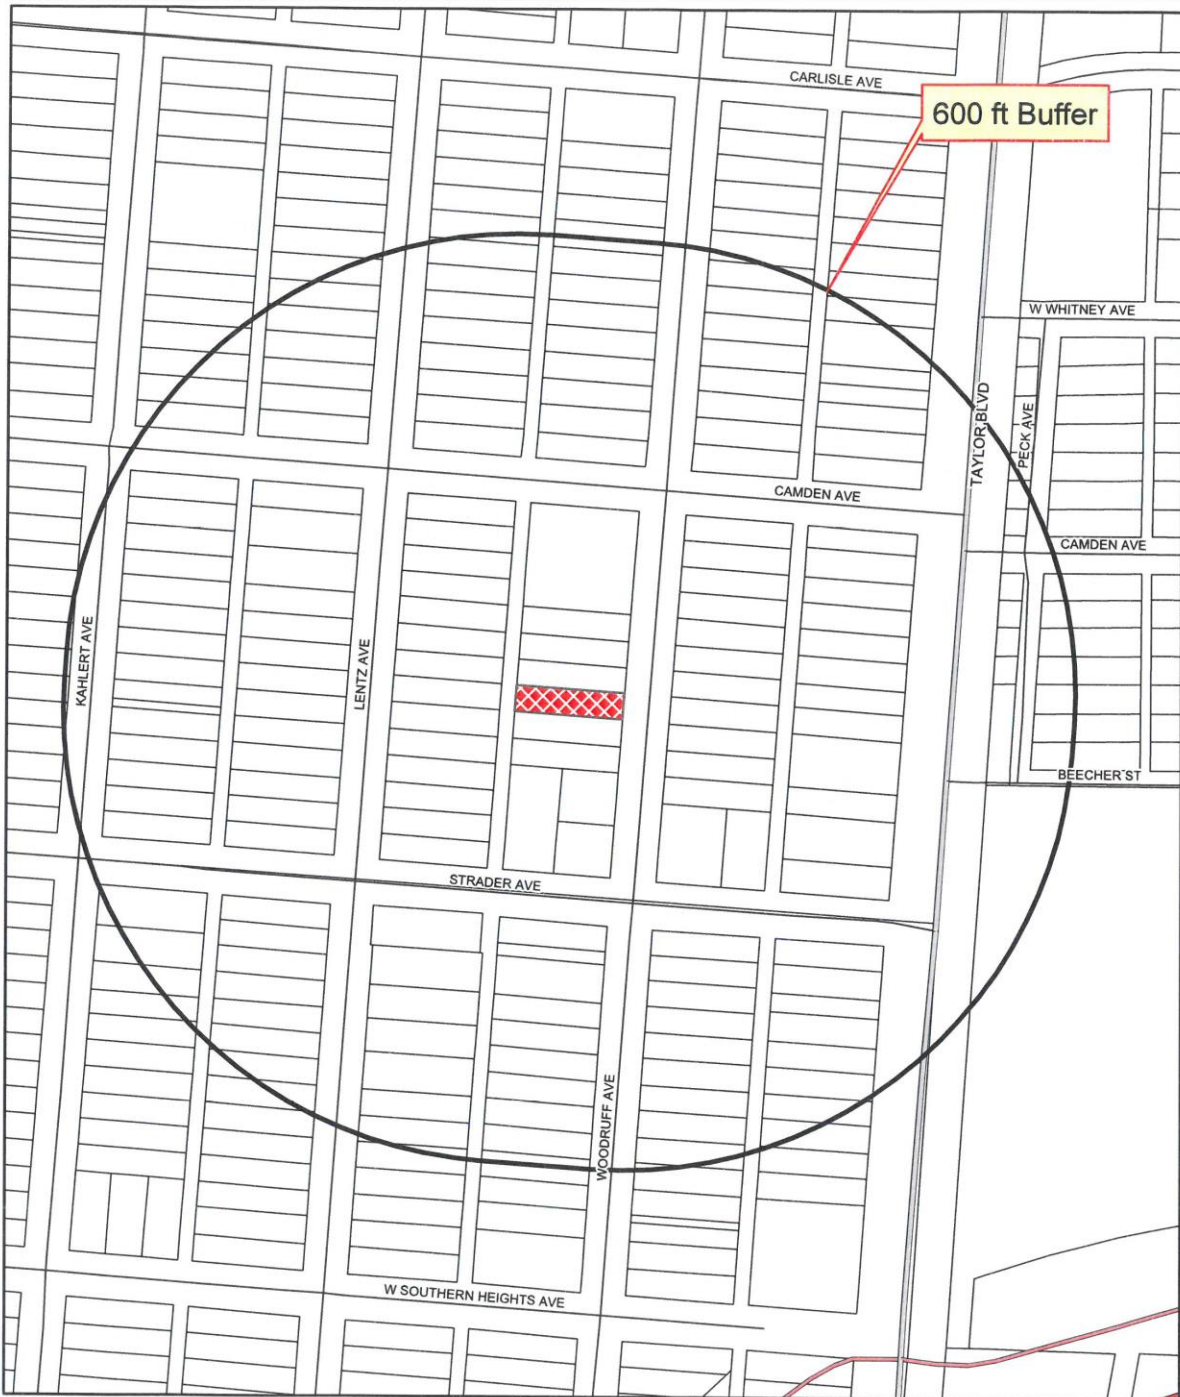 CARLISLE AVE
600 ft Buffer
W WHITNEY AVE
TAYLOR BLVD
PECK AVE
CAMDEN AVE
CAMDEN AVE
KAHLERT AVE
LENTZ AVE
BEECHER ST
STRADER AVE
WOODRUFF AVE
W SOUTHERN HEIGHTS AVE